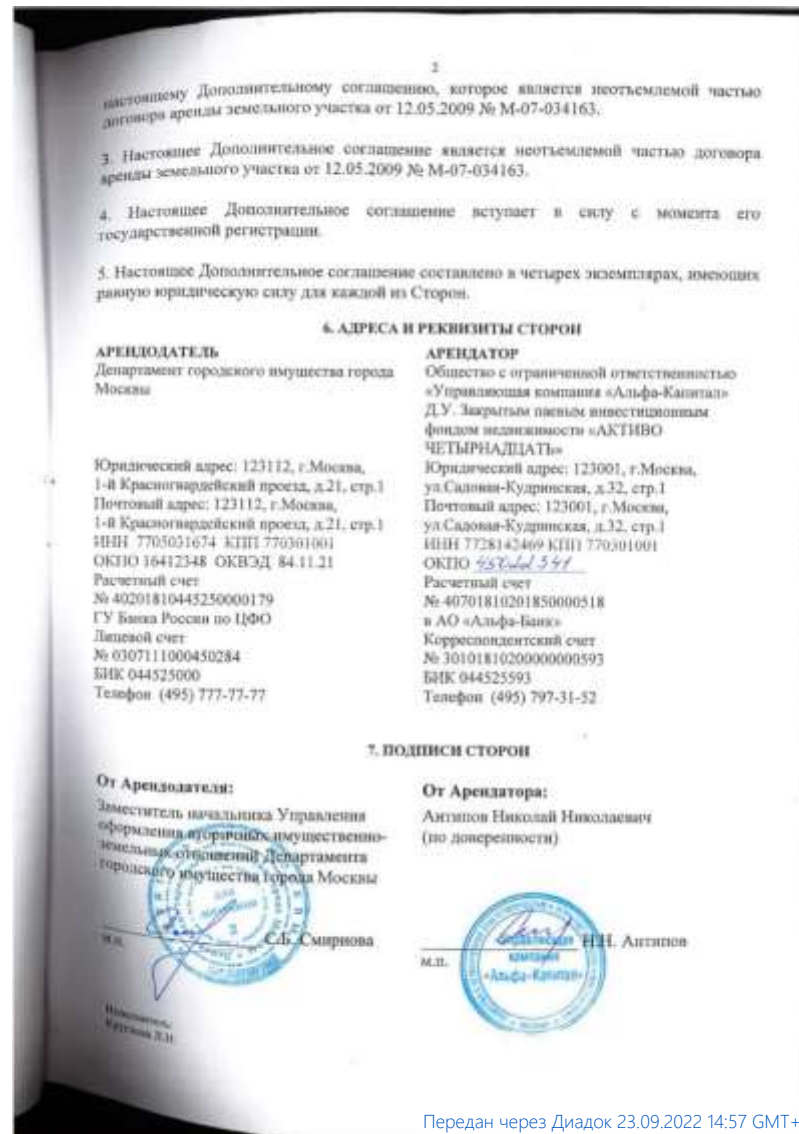 2
настоящему Дополнительному соглашению, которое является неотъемлемой частью
договора аренды земельного участка от 12.05.2009 № М-07-034163.
3. Настоящее Дополнительное соглашение является неотъемлемой частью договора
аренды земельного участка от 12.05.2009 № М-07-034163.
4. Настоящее Дополнительное соглашение вступает в силу с момента его
государственной регистрации.
5. Настоящее Дополнительное соглашение составлено в четырех экземплярах, имеющих
равную юридическую силу для каждой из Сторон.
6. АДРЕСА И РЕКВИЗИТЫ СТОРОН
АРЕНДОДАТЕЛЬ
Департамент городского имущества города
Москвы
Юридический адрес: 123112, г.Москва,
1-й Красногвардейский проезд, д.21, стр.1
Почтовый адрес: 123112, г.Москва,
1-й Красногвардейский проезд, д.21, стр.1
ИНН 7705031674 КПП 770301001
ОКПО 16412348 ОКВЭД 84.11.21
Расчетный счет
№ 40201810445250000179
ГУ Банка России по ЦФО
Лицевой счет
№ 0307111000450284
БИК 044525000
Телефон (495) 777-77-77
АРЕНДАТОР
Общество с ограниченной ответственностью
«Управляющая компания «Альфа-Капитал»
Д.У. Закрытым паевым инвестиционным
фондом недвижимости «АКТИВО
ЧЕТЫРНАДЦАТЬ»
Юридический адрес: 123001, г.Москва,
ул.Садовая-Кудринская, д.32, стр.1
Почтовый адрес: 123001, г.Москва,
ул.Садовая-Кудринская, д.32, стр.1
ИНН 7728142469 КПП 770301001
ОКПО
Расчетный счет
№ 40701810201850000518
в АО «Альфа-Банк»
Корреспондентский счет
№ 30101810200000000593
БИК 044525593
Телефон (495) 797-31-52
7. ПОДПИСИ СТОРОН
От Арендодателя:
Заместитель начальника Управления
оформления вторичных имущественно-
земельных отношений Департамента
городского имущества города Москвы
м.п. С.Б. Смирнова
От Арендатора:
Антипов Николай Николаевич
(по доверенности)
Н.Н. Антипов
м.п.
Управляющая
компания
«Альфа-Капитал»
Исполнитель:
Л.Н.
Передан через Диадок 23.09.2022 14:57 GMT+